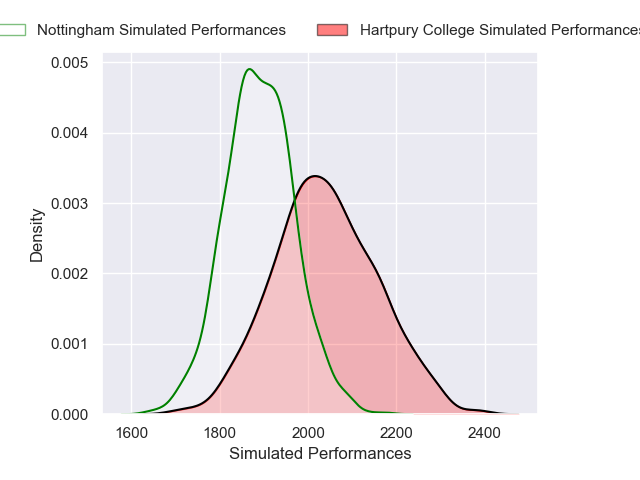 Nottingham Simulated Performances Hartpury College Simulated Performances
0.005
0.004
0.003
0.002
0.001
0.000
Density
1600 1800 2000 2200 2400
Simulated Performances